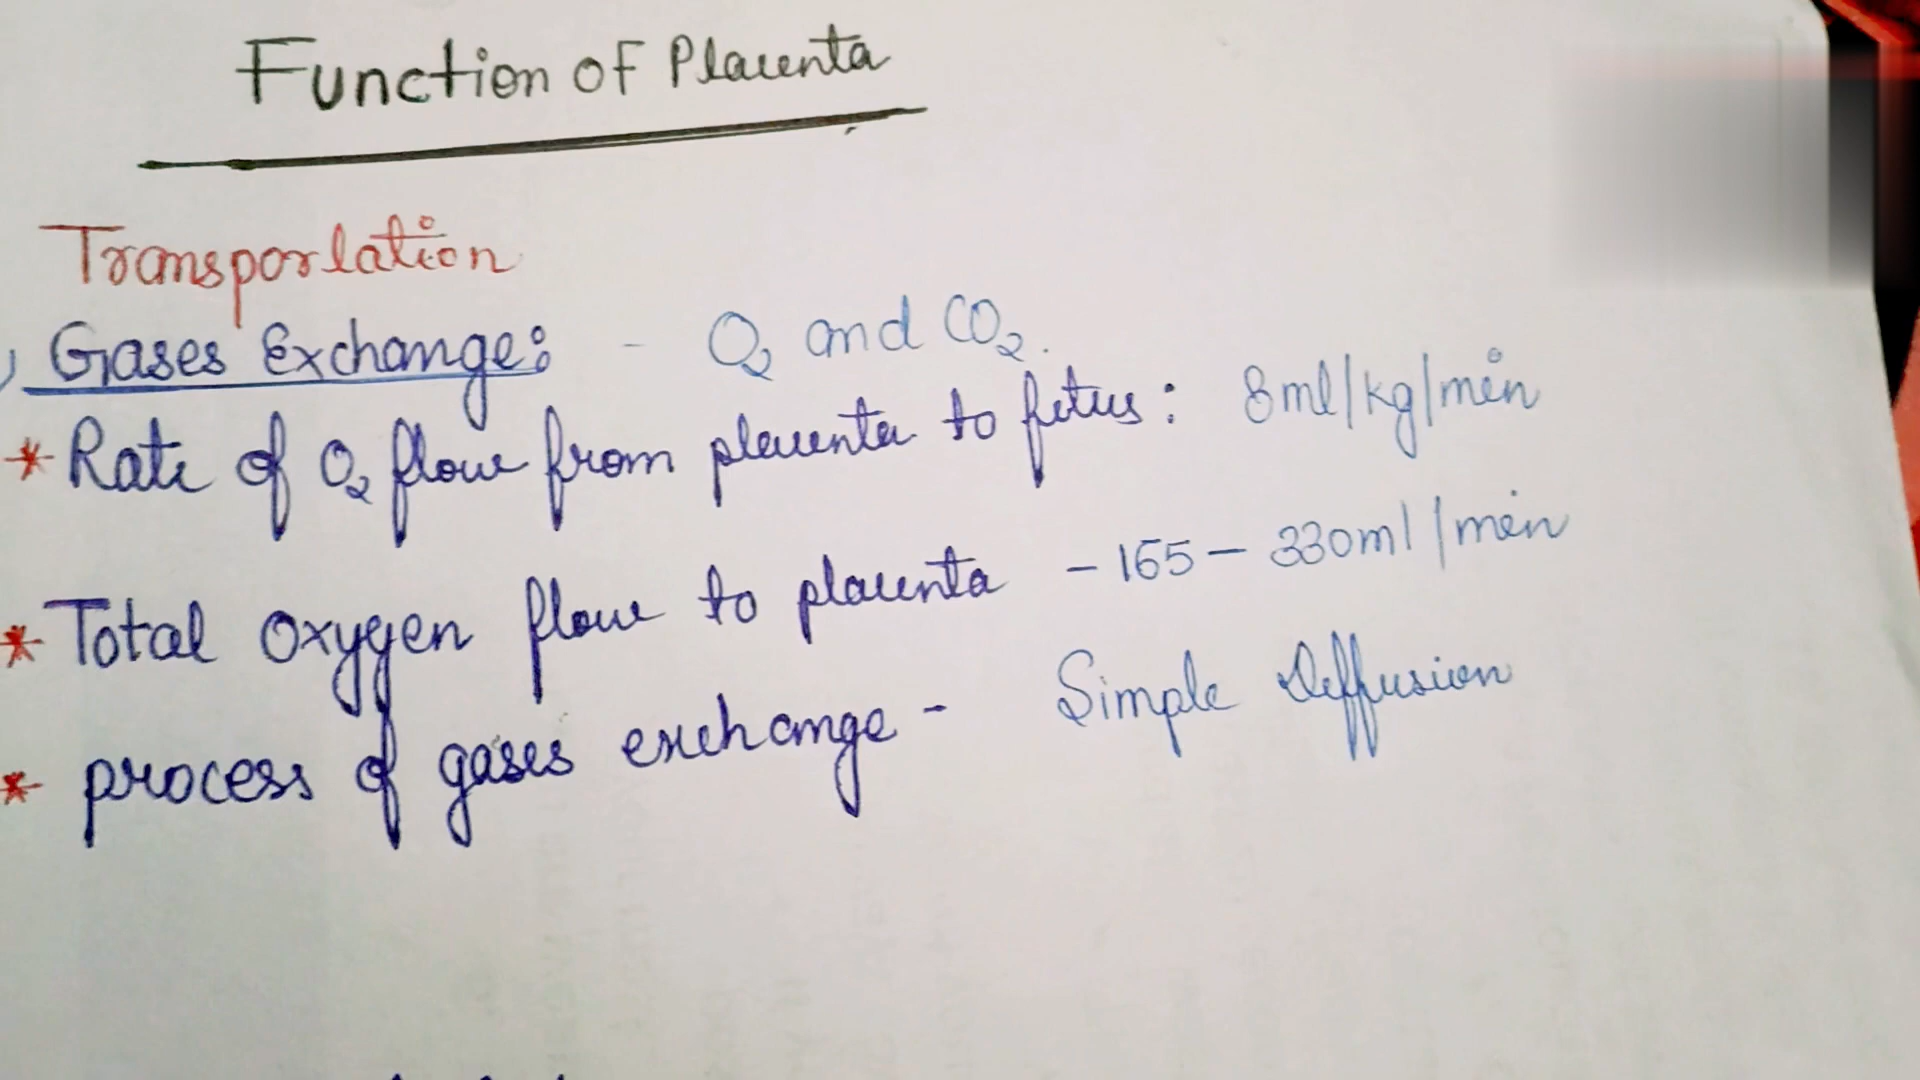 Function of Placenta
Transportation
Gases Exchange: - O₂ and CO₂.
* Rate of O₂ flow from placenta to fetus: 8ml/kg/min
* Total oxygen flow to placenta - 165 - 330ml/min
* process of gases exchange - Simple diffusion